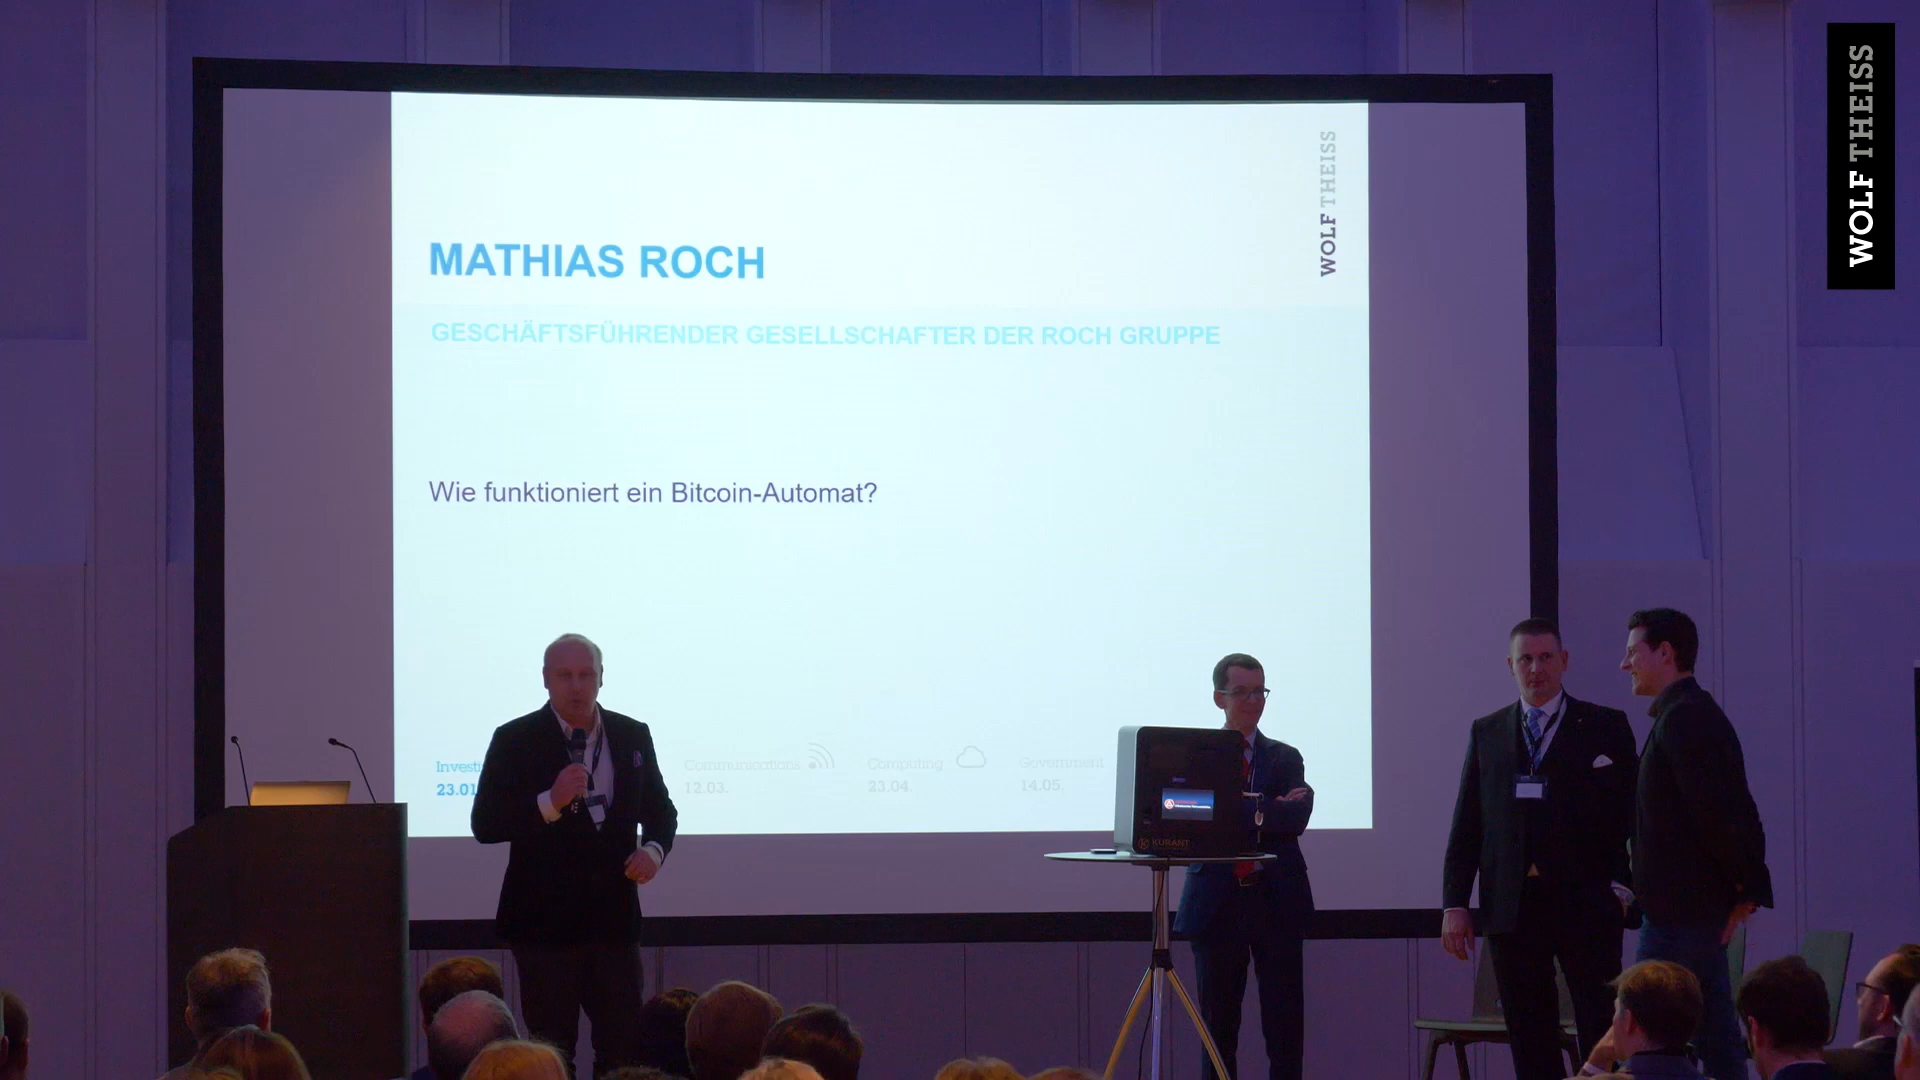 WOLF THEISS
WOLF THEISS
MATHIAS ROCH
GESCHÄFTSFÜHRENDER GESELLSCHAFTER DER ROCH GRUPPE
Wie funktioniert ein Bitcoin-Automat?
Communications
12.03.
Computing
23.04.
Government
14.05.
23.01
KURANT